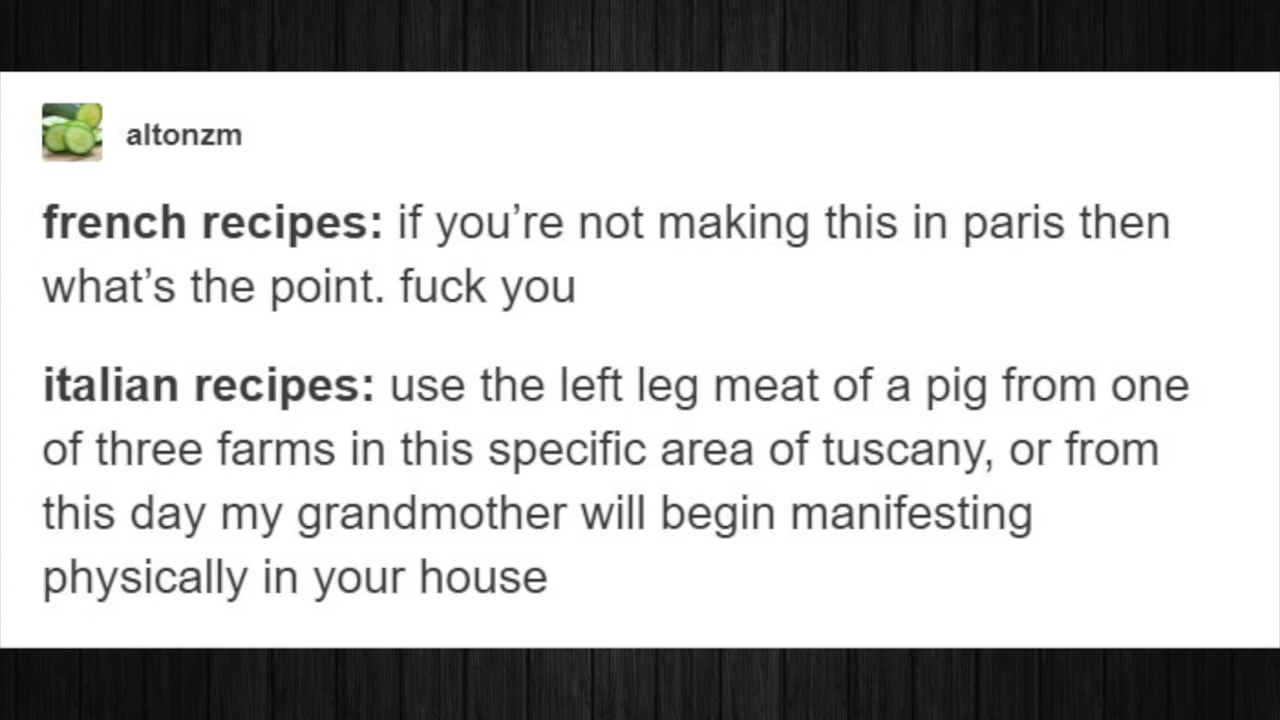 altonzm
french recipes: if you’re not making this in paris then
what’s the point. fuck you
italian recipes: use the left leg meat of a pig from one
of three farms in this specific area of tuscany, or from
this day my grandmother will begin manifesting
physically in your house